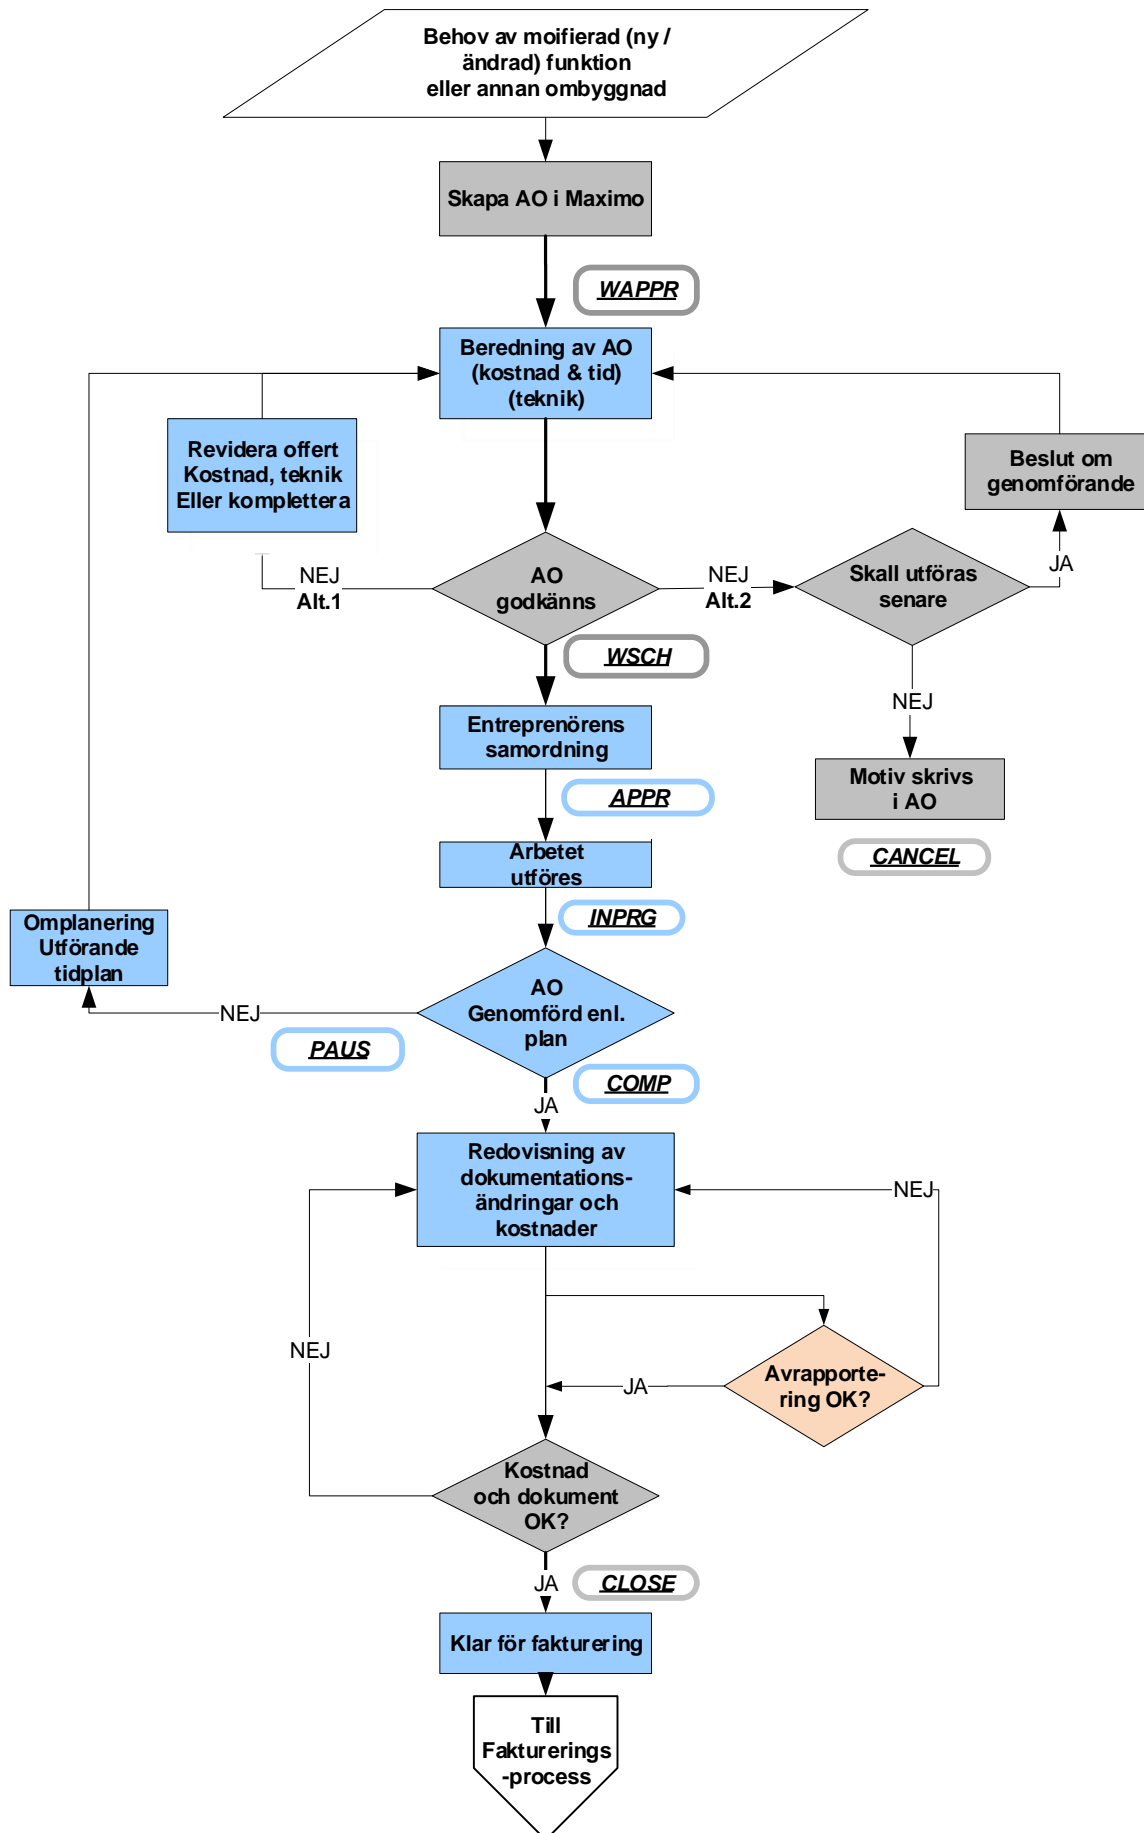 Behov av moifierad (ny /
ändrad) funktion
eller annan ombyggnad
Skapa AO i Maximo
WAPPR
Beredning av AO
(kostnad & tid)
(teknik)
Revidera offert
Kostnad, teknik
Eller komplettera
Beslut om
genomförande
NEJ
Alt.1
AO
godkänns
NEJ
Alt.2
Skall utföras
senare
JA
WSCH
NEJ
Entreprenörens
samordning
Motiv skrivs
i AO
APPR
CANCEL
Arbetet
utföres
INPRG
Omplanering
Utförande
tidplan
AO
Genomförd enl.
plan
NEJ
PAUS
COMP
JA
Redovisning av
dokumentations-
ändringar och
kostnader
NEJ
NEJ
Avrapporte-
ring OK?
JA
Kostnad
och dokument
OK?
JA
CLOSE
Klar för fakturering
Till
Fakturerings
-process